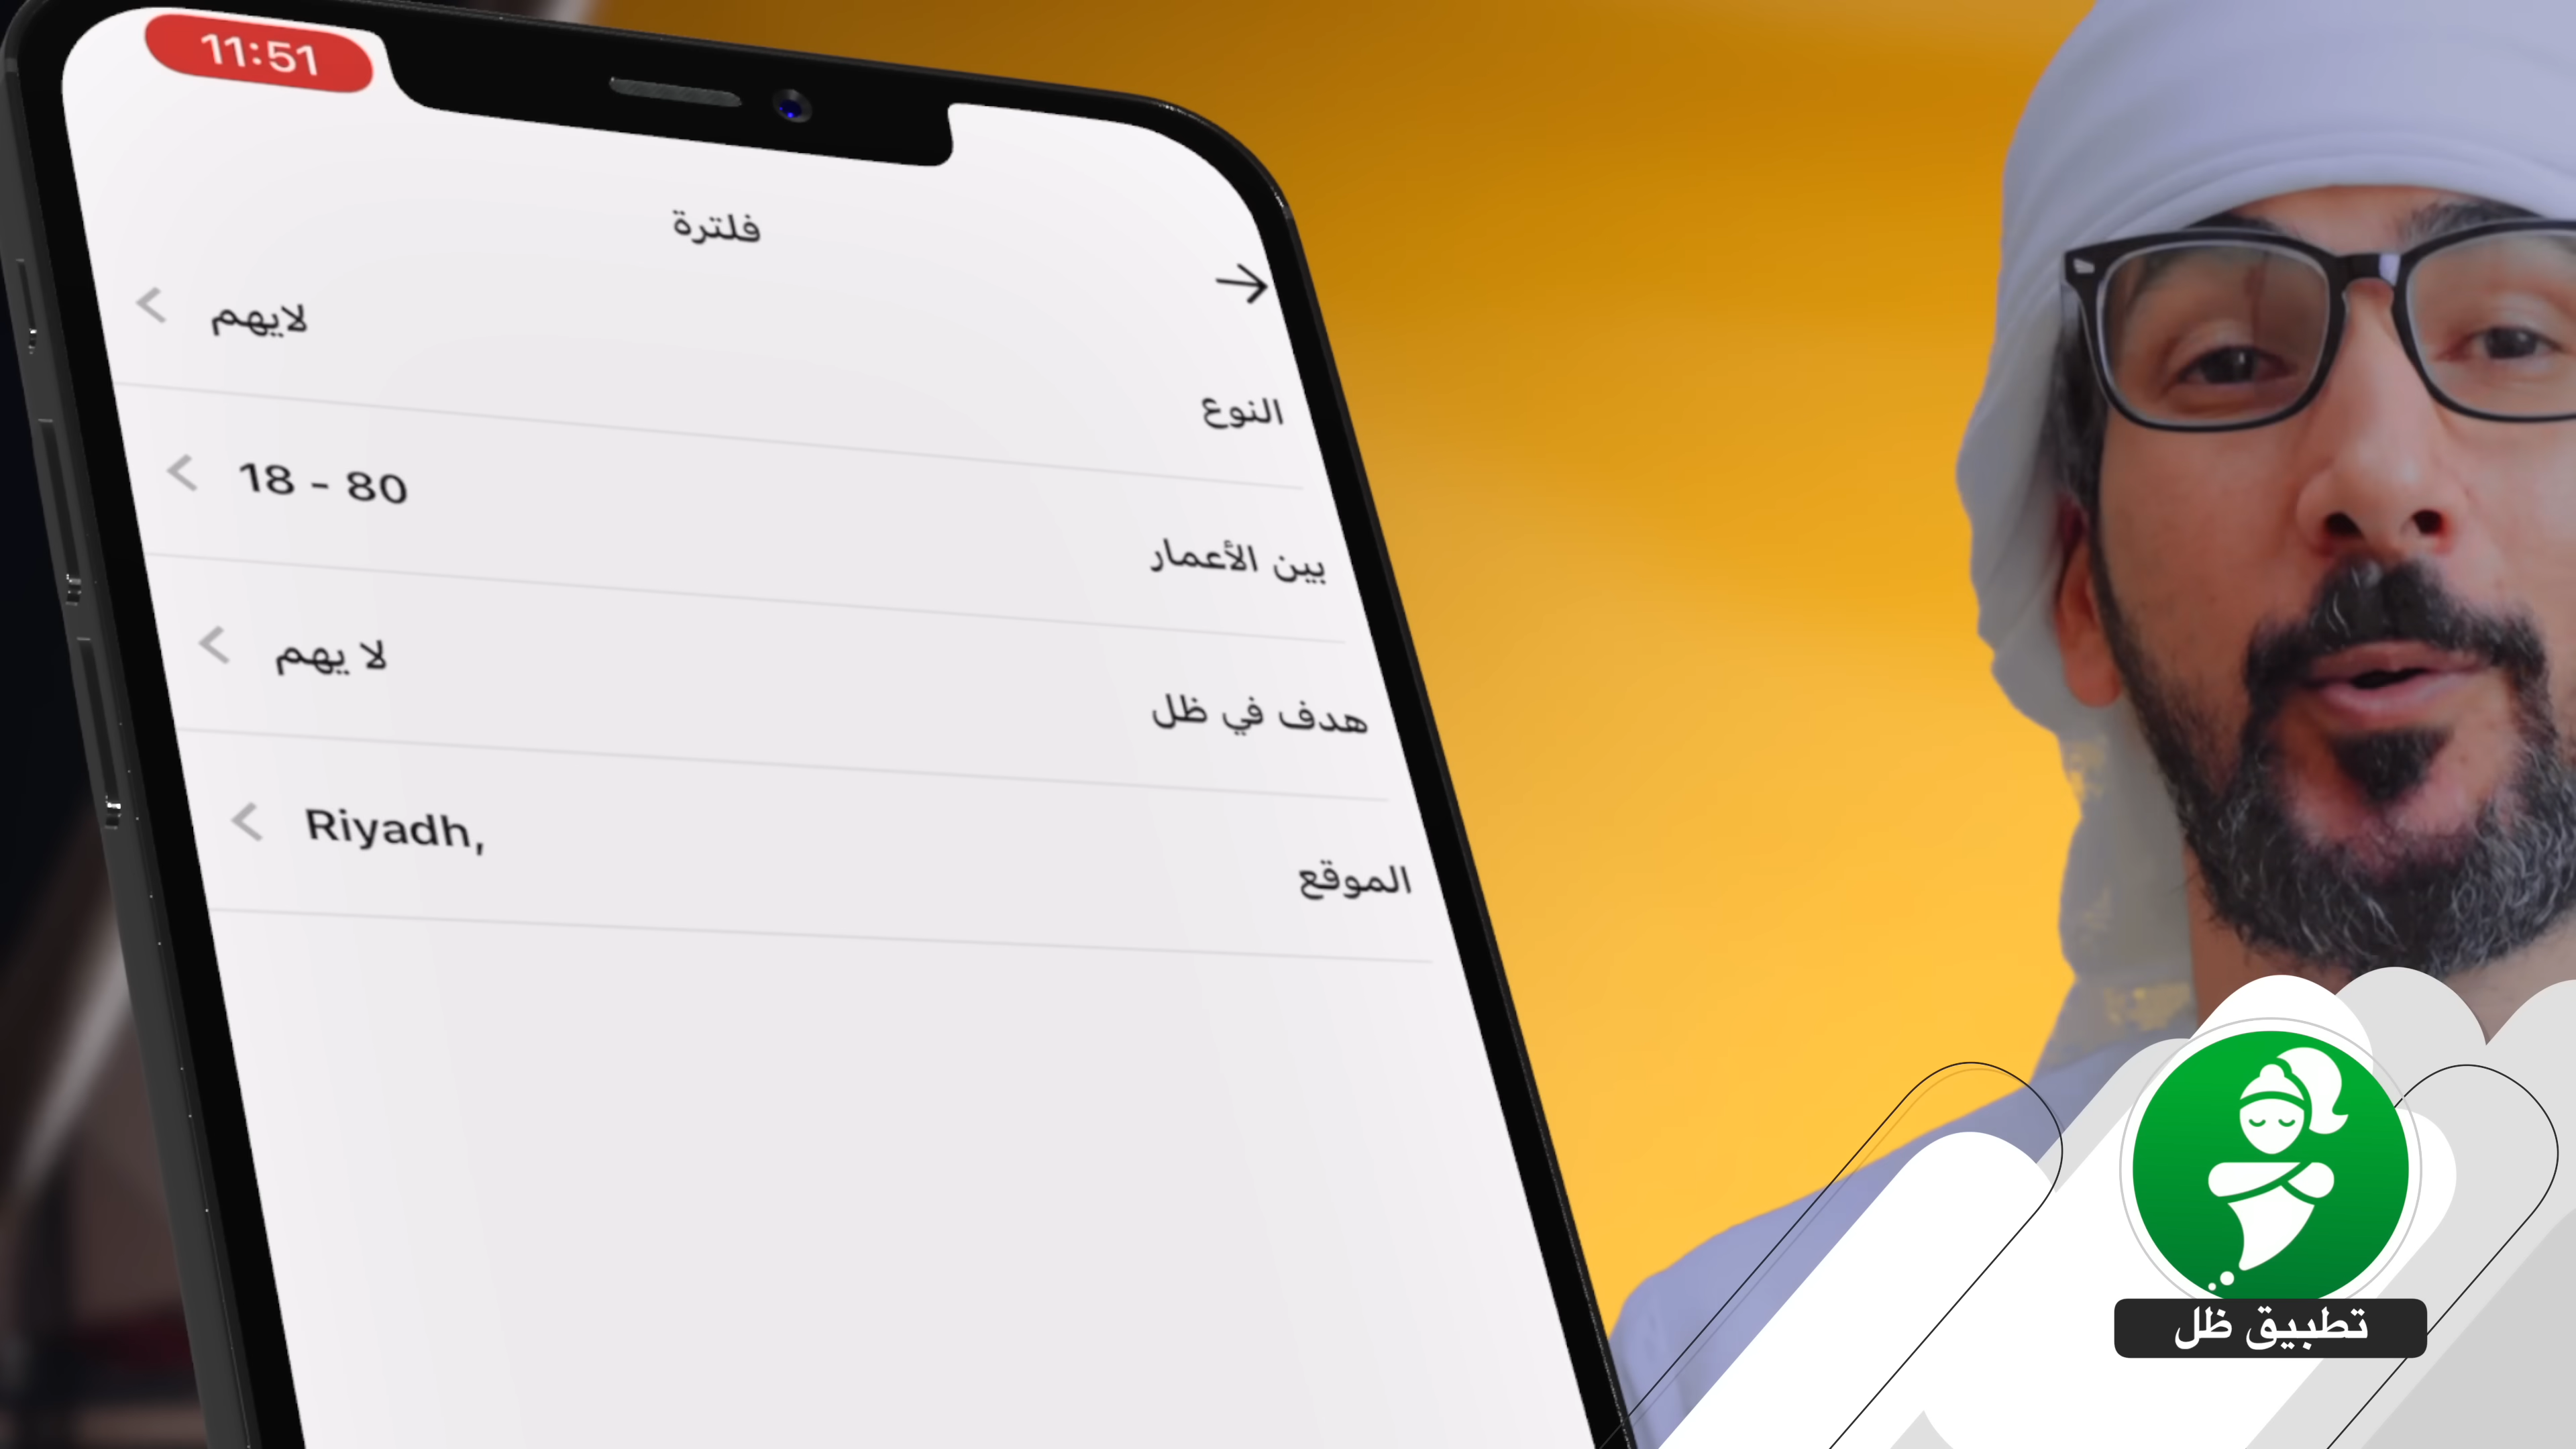 11:51
فلترة
النوع
لايهم
بين الأعمار
18 - 80
هدف في ظل
لا يهم
الموقع
Riyadh,
تطبيق ظل